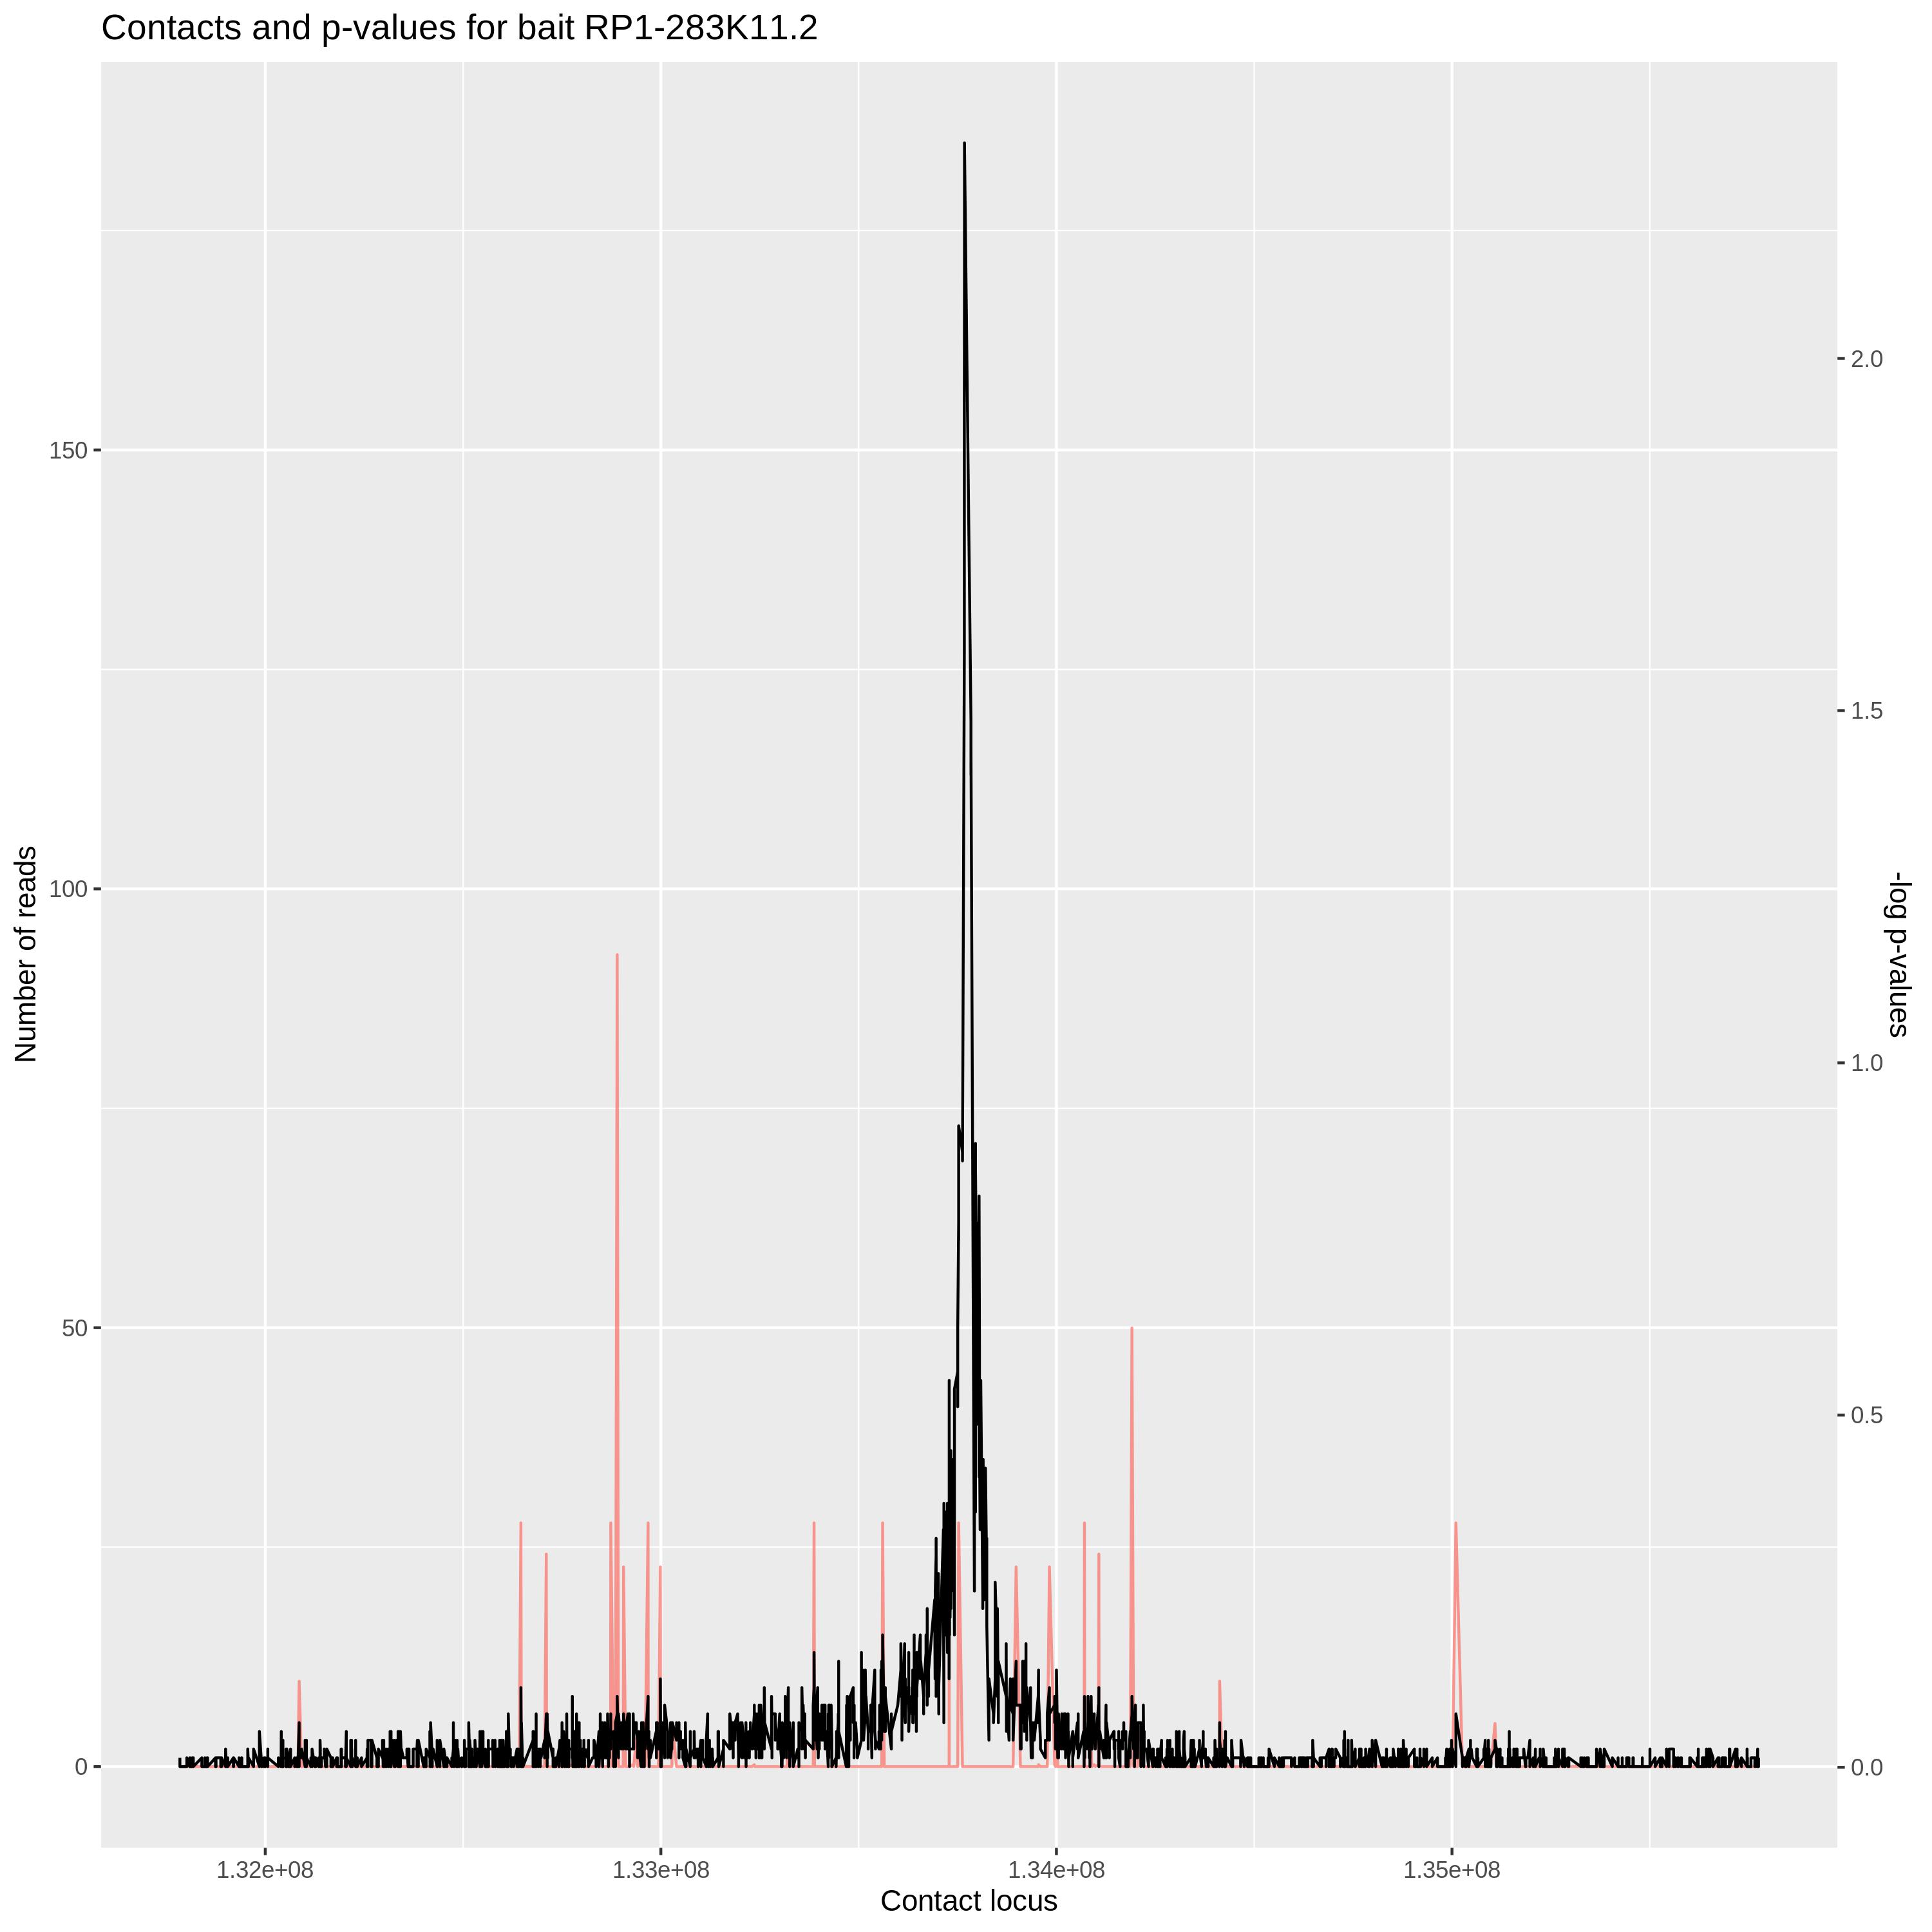 Contacts and p-values for bait RP1-283K11.2
150
100
50
0
Number of reads
2.0
1.5
1.0
0.5
0.0
-log p-values
1.32e+08
1.33e+08
1.34e+08
1.35e+08
Contact locus